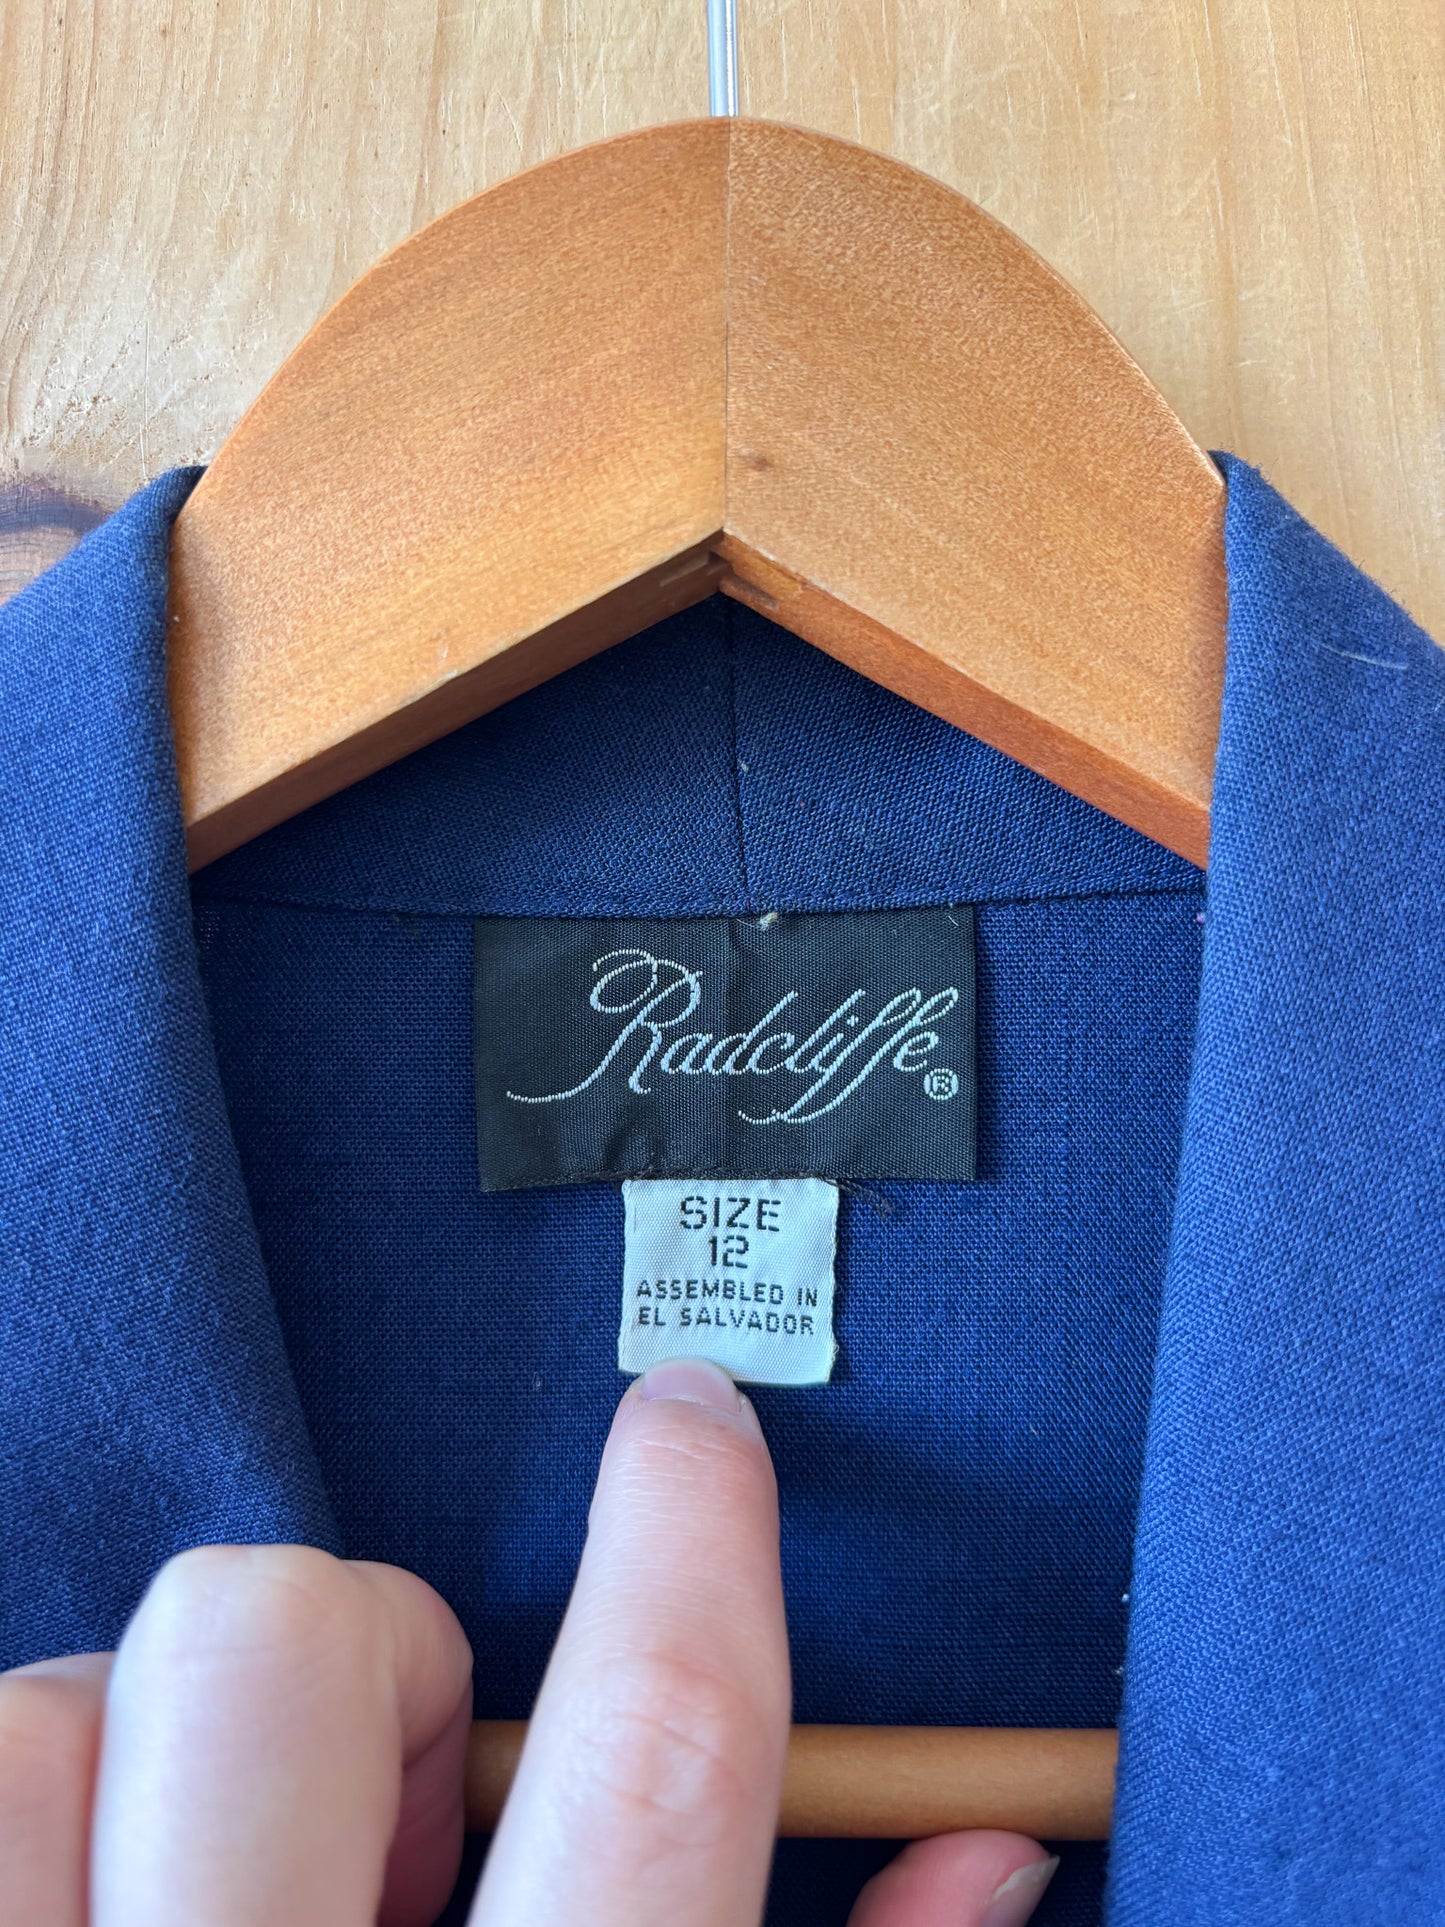 Radcliffe®
SIZE
12
ASSEMBLED IN
EL SALVADOR